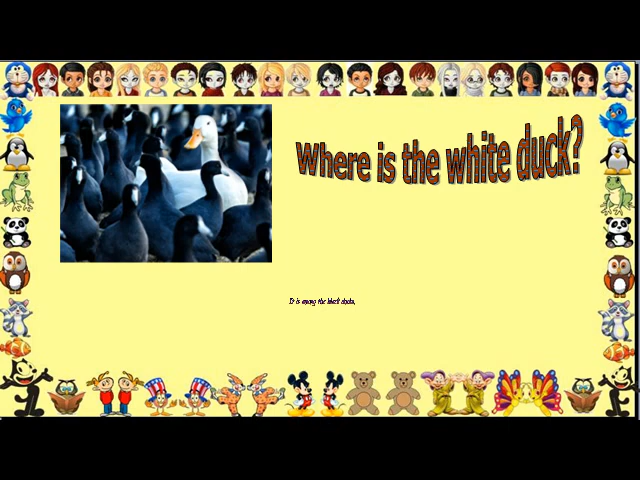 Where is the white duck?
It is among the black ducks.